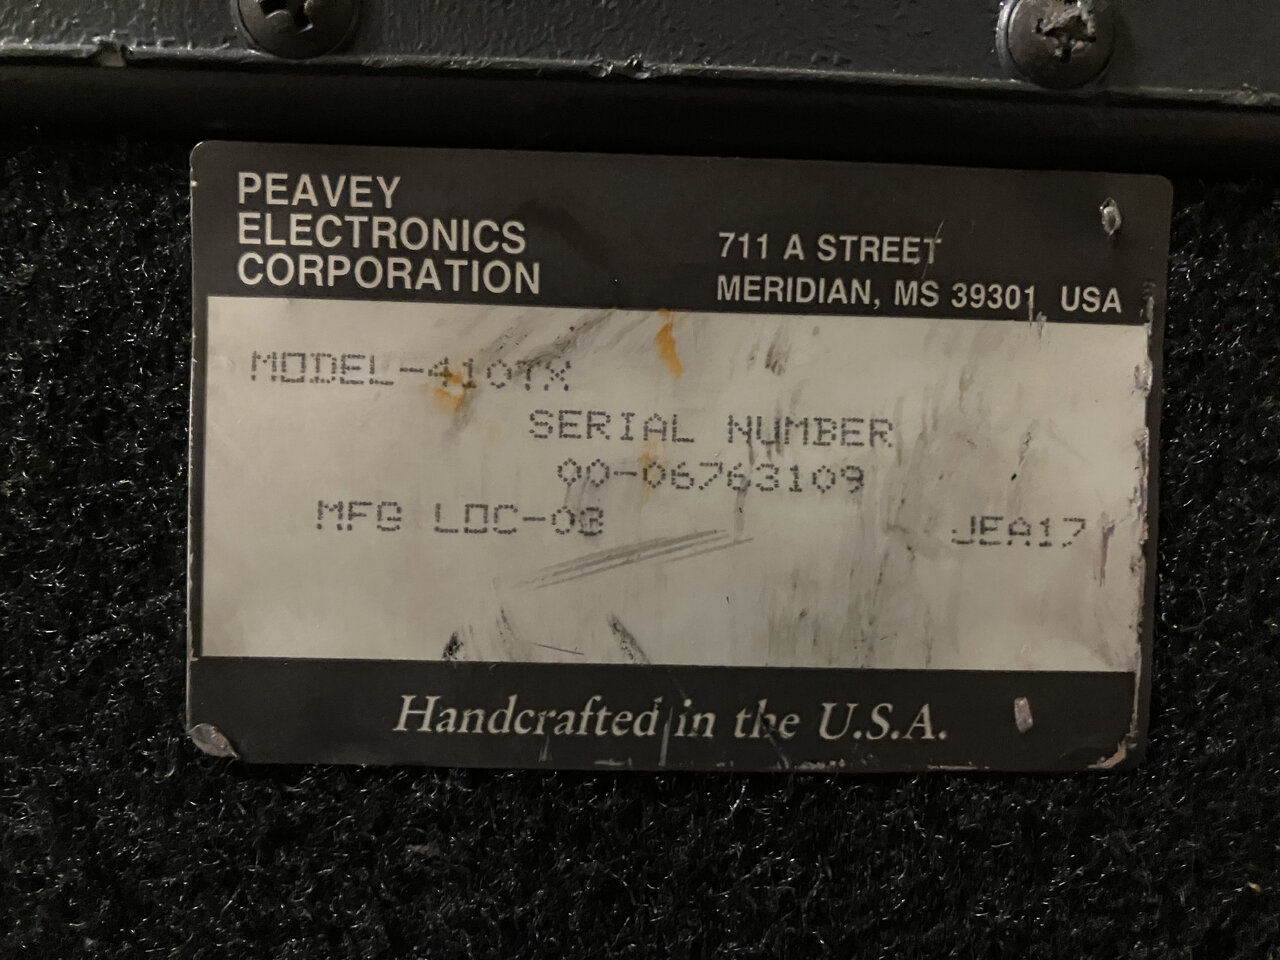 PEAVEY
ELECTRONICS
CORPORATION
711 A STREET
MERIDIAN, MS 39301 USA
MODEL-410TX
SERIAL NUMBER
00-06763109
MFG LOC-08
JEA17
Handcrafted in the U.S.A.